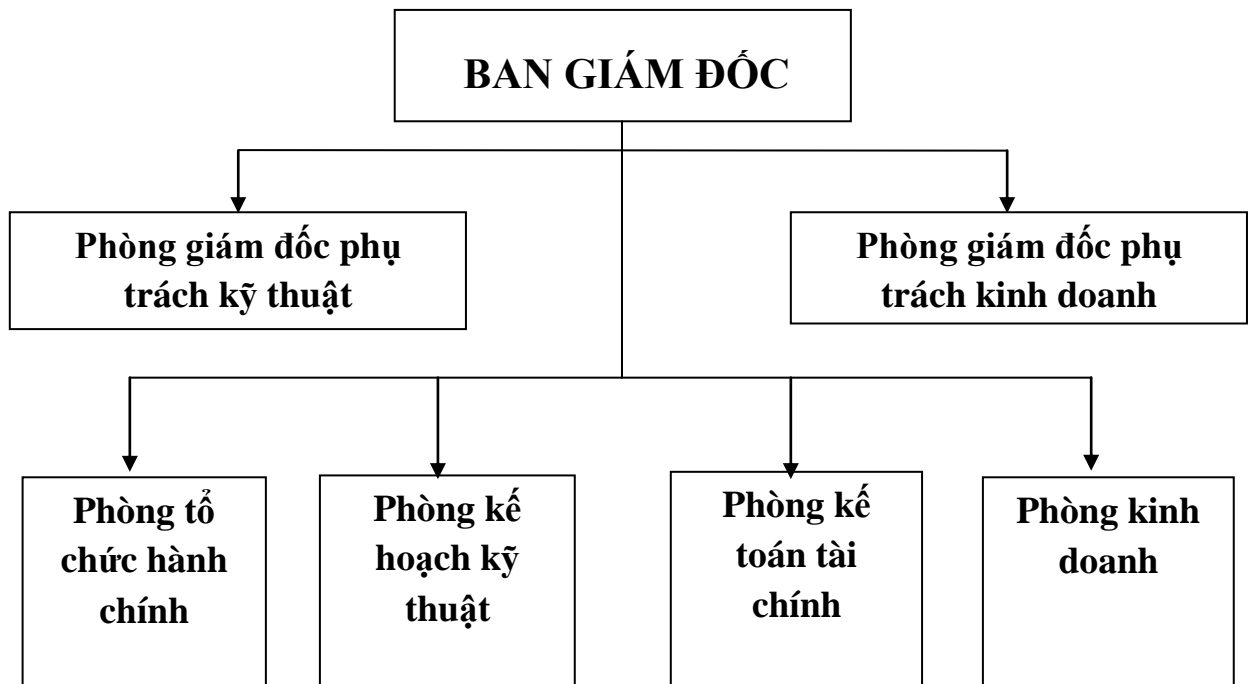 BAN GIÁM ĐỐC
Phòng giám đốc phụ
trách kỹ thuật
Phòng giám đốc phụ
trách kinh doanh
Phòng tổ
chức hành
chính
Phòng kế
hoạch kỹ
thuật
Phòng kế
toán tài
chính
Phòng kinh
doanh